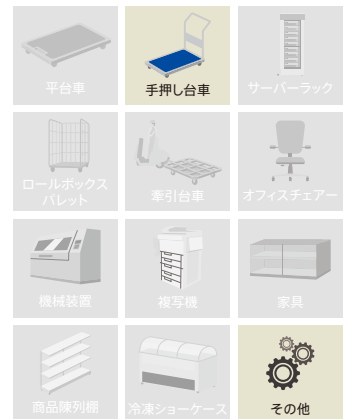 平台車
手押し台車
サーバーラック
ロールボックス
パレット
牽引台車
オフィスチェアー
機械装置
複写機
家具
商品陳列棚
冷凍ショーケース
その他